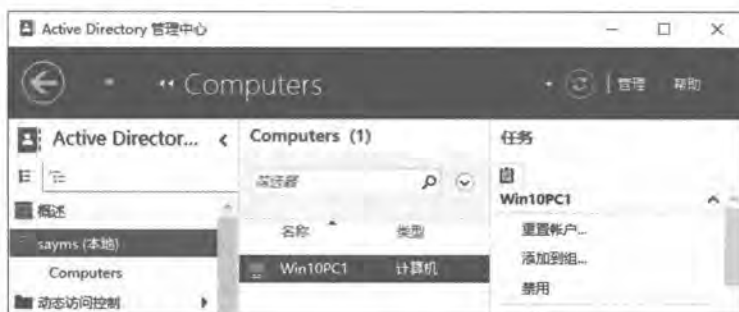 Active Directory 管理中心
Computers
管理 帮助
Active Director...
概述
sayms (本地)
Computers
动态访问控制
Computers (1)
筛选器
名称 类型
Win10PC1 计算机
任务
Win10PC1
重置帐户...
添加到组...
禁用